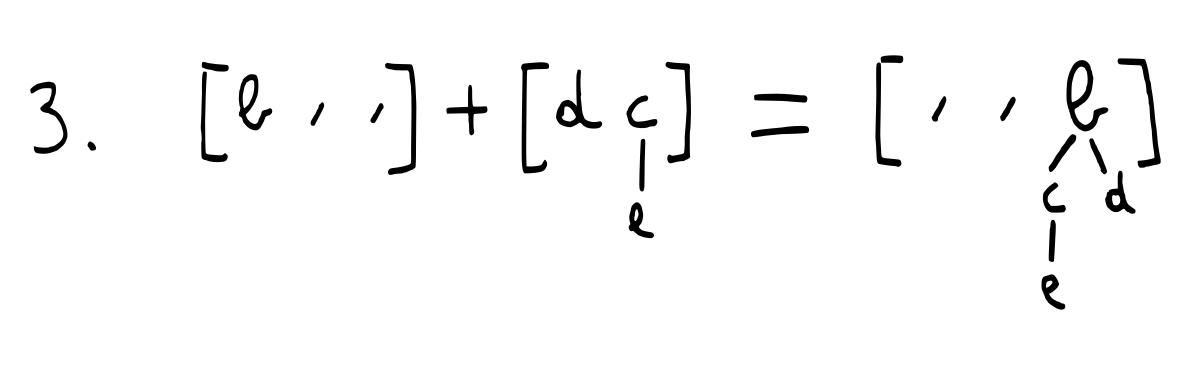 3. [b , ,] + [d c] = [, , b]
e
c d
e